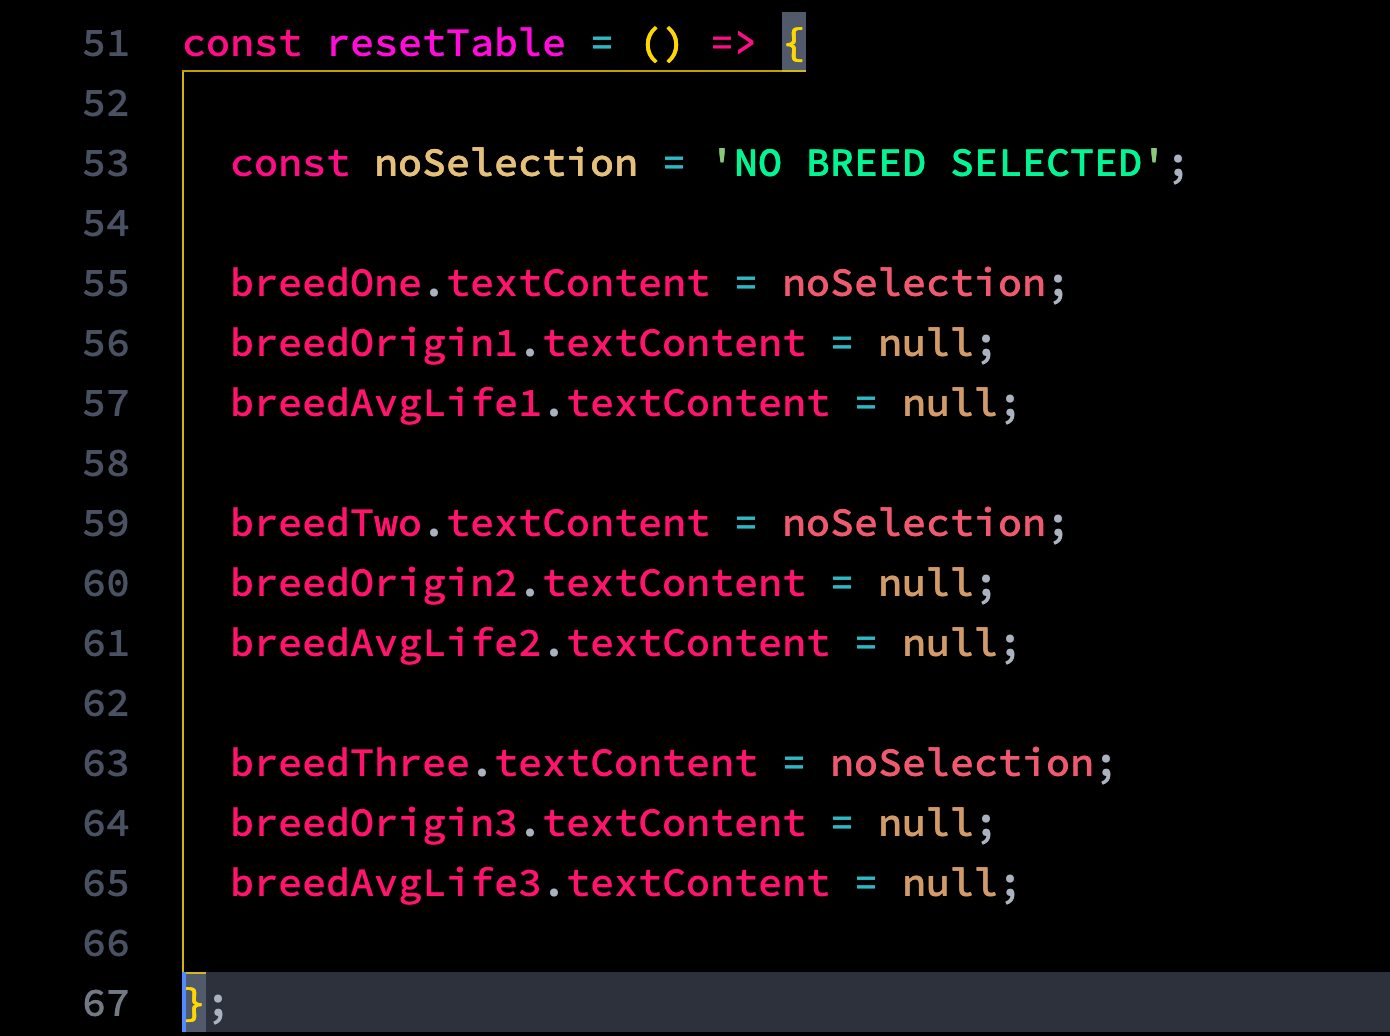 51 const resetTable = () => {
52
53   const noSelection = 'NO BREED SELECTED';
54
55   breedOne.textContent = noSelection;
56   breedOrigin1.textContent = null;
57   breedAvgLife1.textContent = null;
58
59   breedTwo.textContent = noSelection;
60   breedOrigin2.textContent = null;
61   breedAvgLife2.textContent = null;
62
63   breedThree.textContent = noSelection;
64   breedOrigin3.textContent = null;
65   breedAvgLife3.textContent = null;
66
67 };